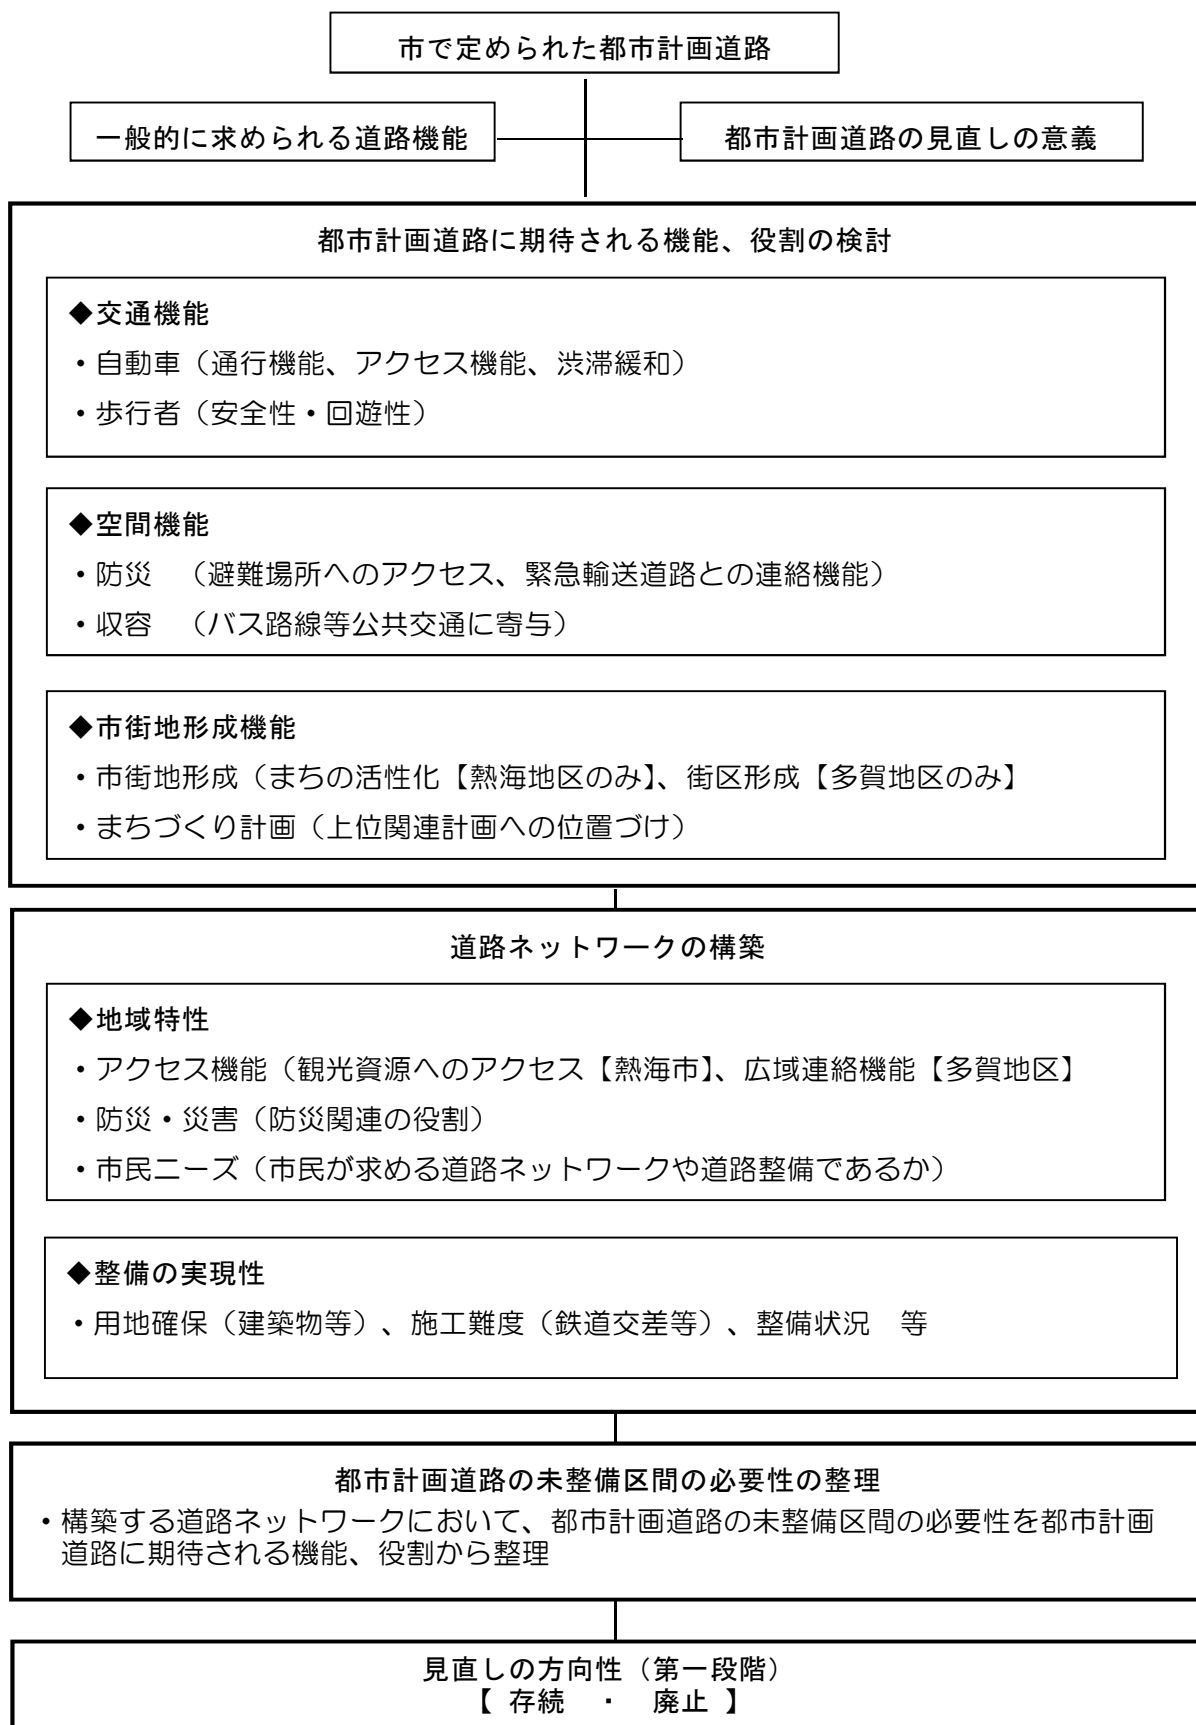 市で定められた都市計画道路
一般的に求められる道路機能
都市計画道路の見直しの意義
都市計画道路に期待される機能、役割の検討
◆交通機能
・自動車（通行機能、アクセス機能、渋滞緩和）
・歩行者（安全性・回遊性）
◆空間機能
・防災　（避難場所へのアクセス、緊急輸送道路との連絡機能）
・収容　（バス路線等公共交通に寄与）
◆市街地形成機能
・市街地形成（まちの活性化【熱海地区のみ】、街区形成【多賀地区のみ】
・まちづくり計画（上位関連計画への位置づけ）
道路ネットワークの構築
◆地域特性
・アクセス機能（観光資源へのアクセス【熱海市】、広域連絡機能【多賀地区】
・防災・災害（防災関連の役割）
・市民ニーズ（市民が求める道路ネットワークや道路整備であるか）
◆整備の実現性
・用地確保（建築物等）、施工難度（鉄道交差等）、整備状況　等
都市計画道路の未整備区間の必要性の整理
・構築する道路ネットワークにおいて、都市計画道路の未整備区間の必要性を都市計画
道路に期待される機能、役割から整理
見直しの方向性（第一段階）
【 存続　・　廃止 】